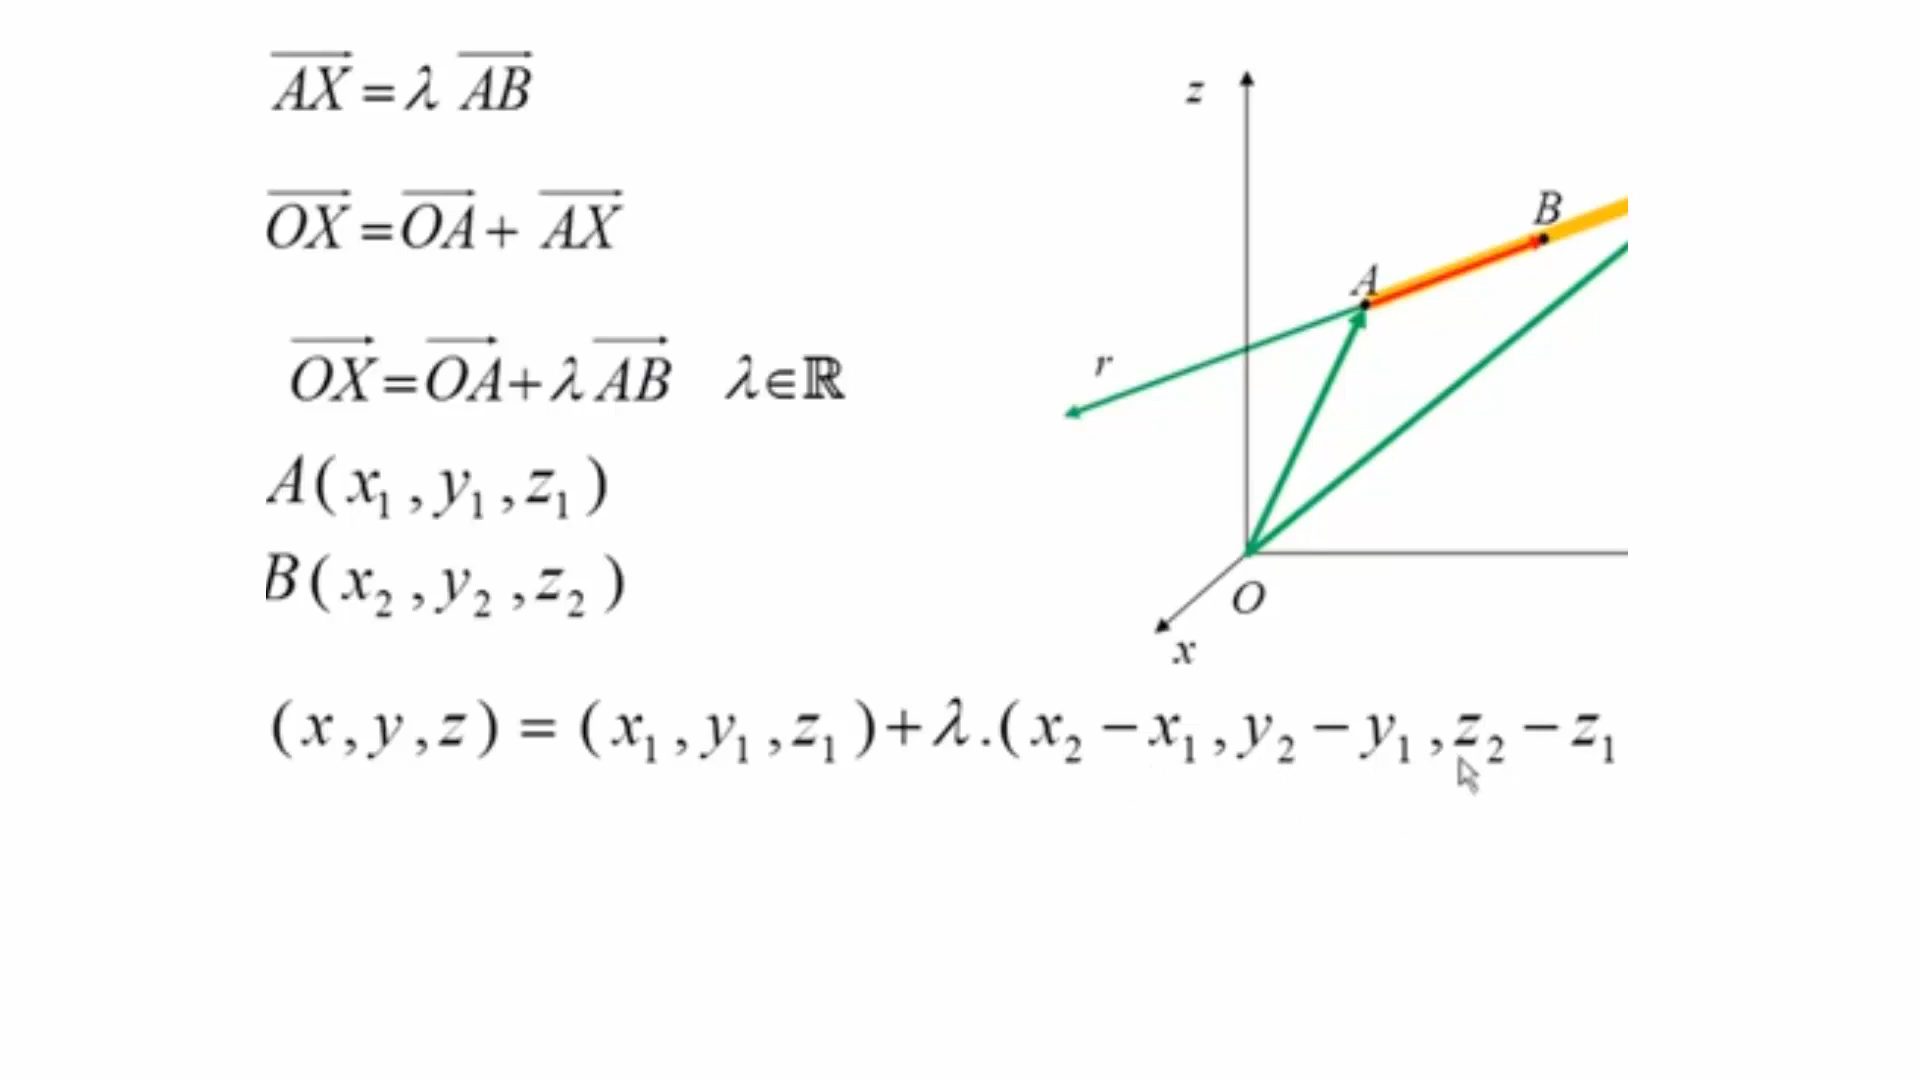 AX = λ AB
OX = OA + AX
OX = OA + λ AB λ∈ℝ
A(x₁, y₁, z₁)
B(x₂, y₂, z₂)
(x, y, z) = (x₁, y₁, z₁) + λ.(x₂ − x₁, y₂ − y₁, z₂ − z₁
z
B
A
r
O
x